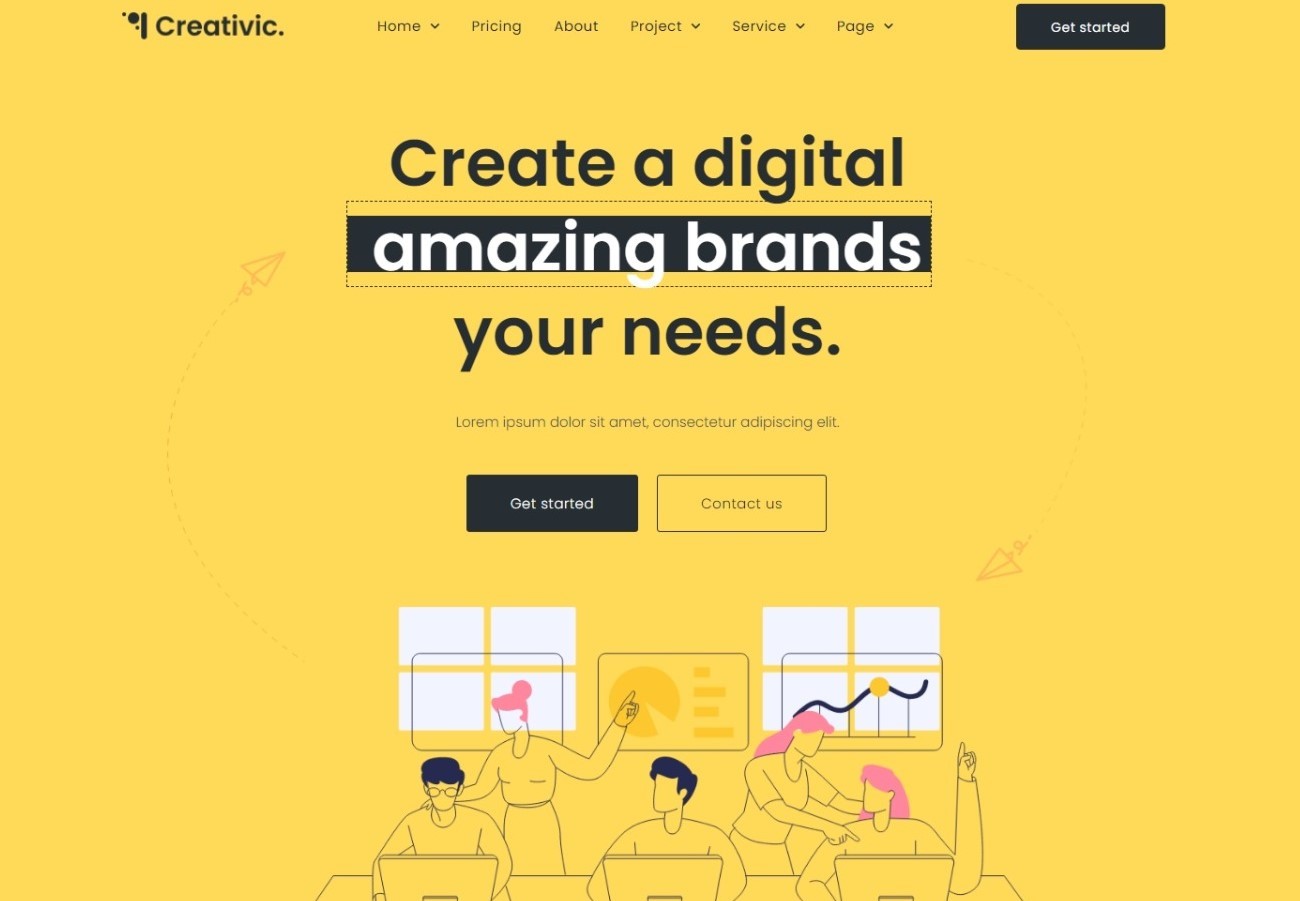 Creativic.
Home Pricing About Project Service Page
Get started
Create a digital
amazing brands
your needs.
Lorem ipsum dolor sit amet, consectetur adipiscing elit.
Get started Contact us